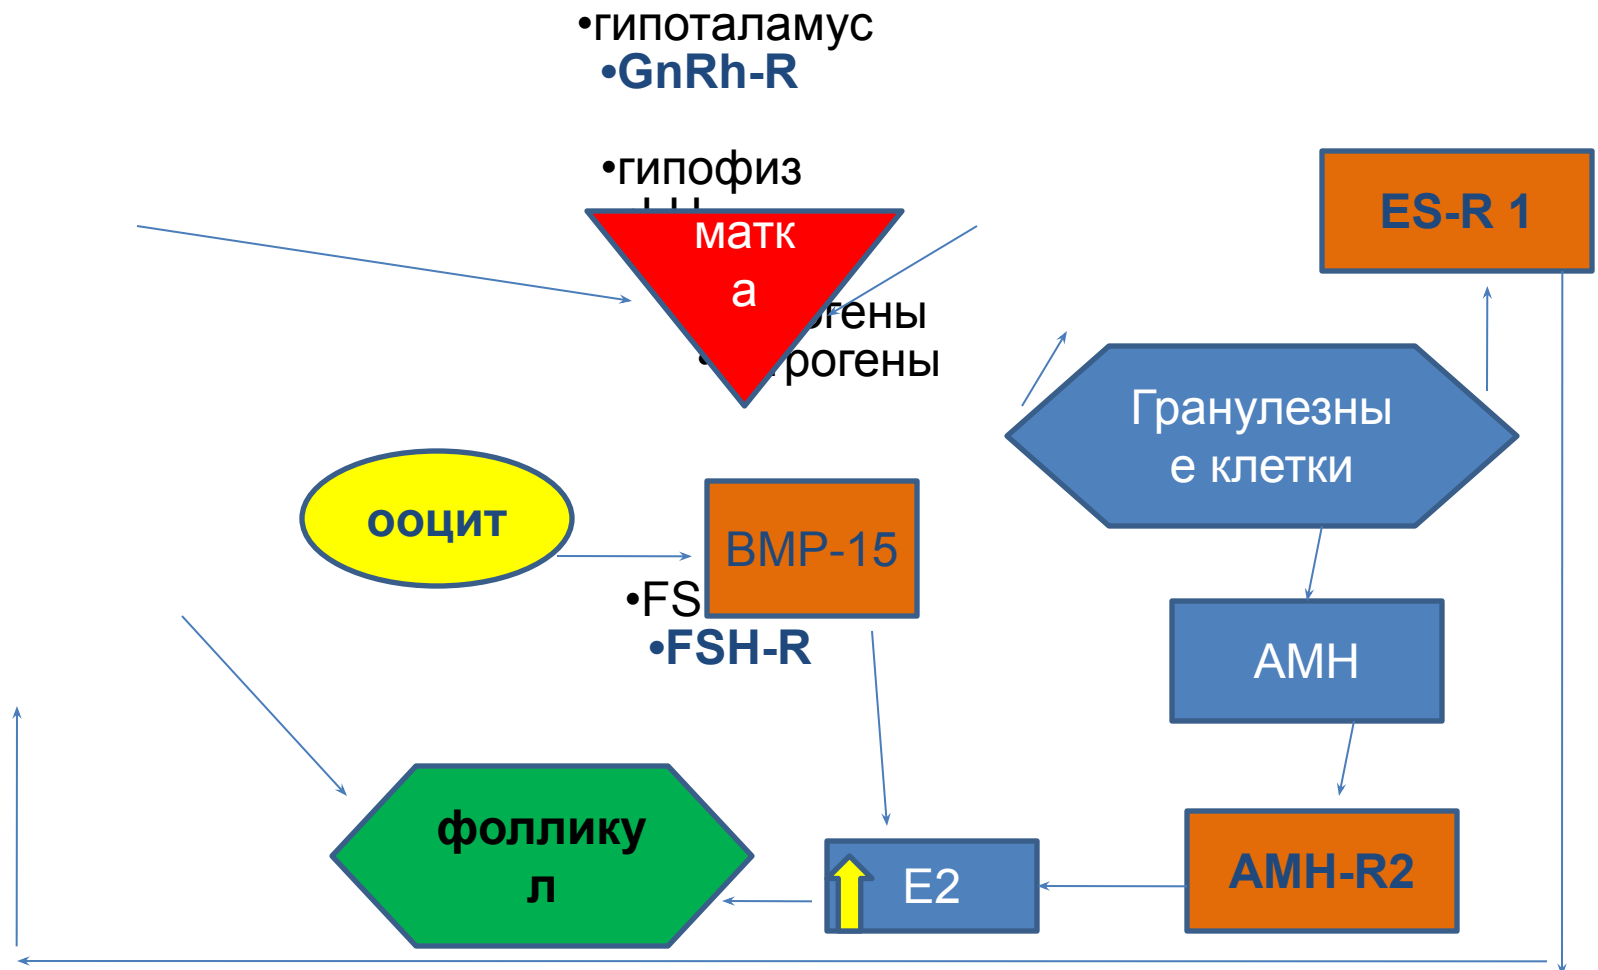 •гипоталамус
•GnRh-R
•гипофиз
матк
а
ES-R 1
Гранулезны
е клетки
ооцит
BMP-15
•FS
•FSH-R
AMH
фоллику
л
E2
AMH-R2